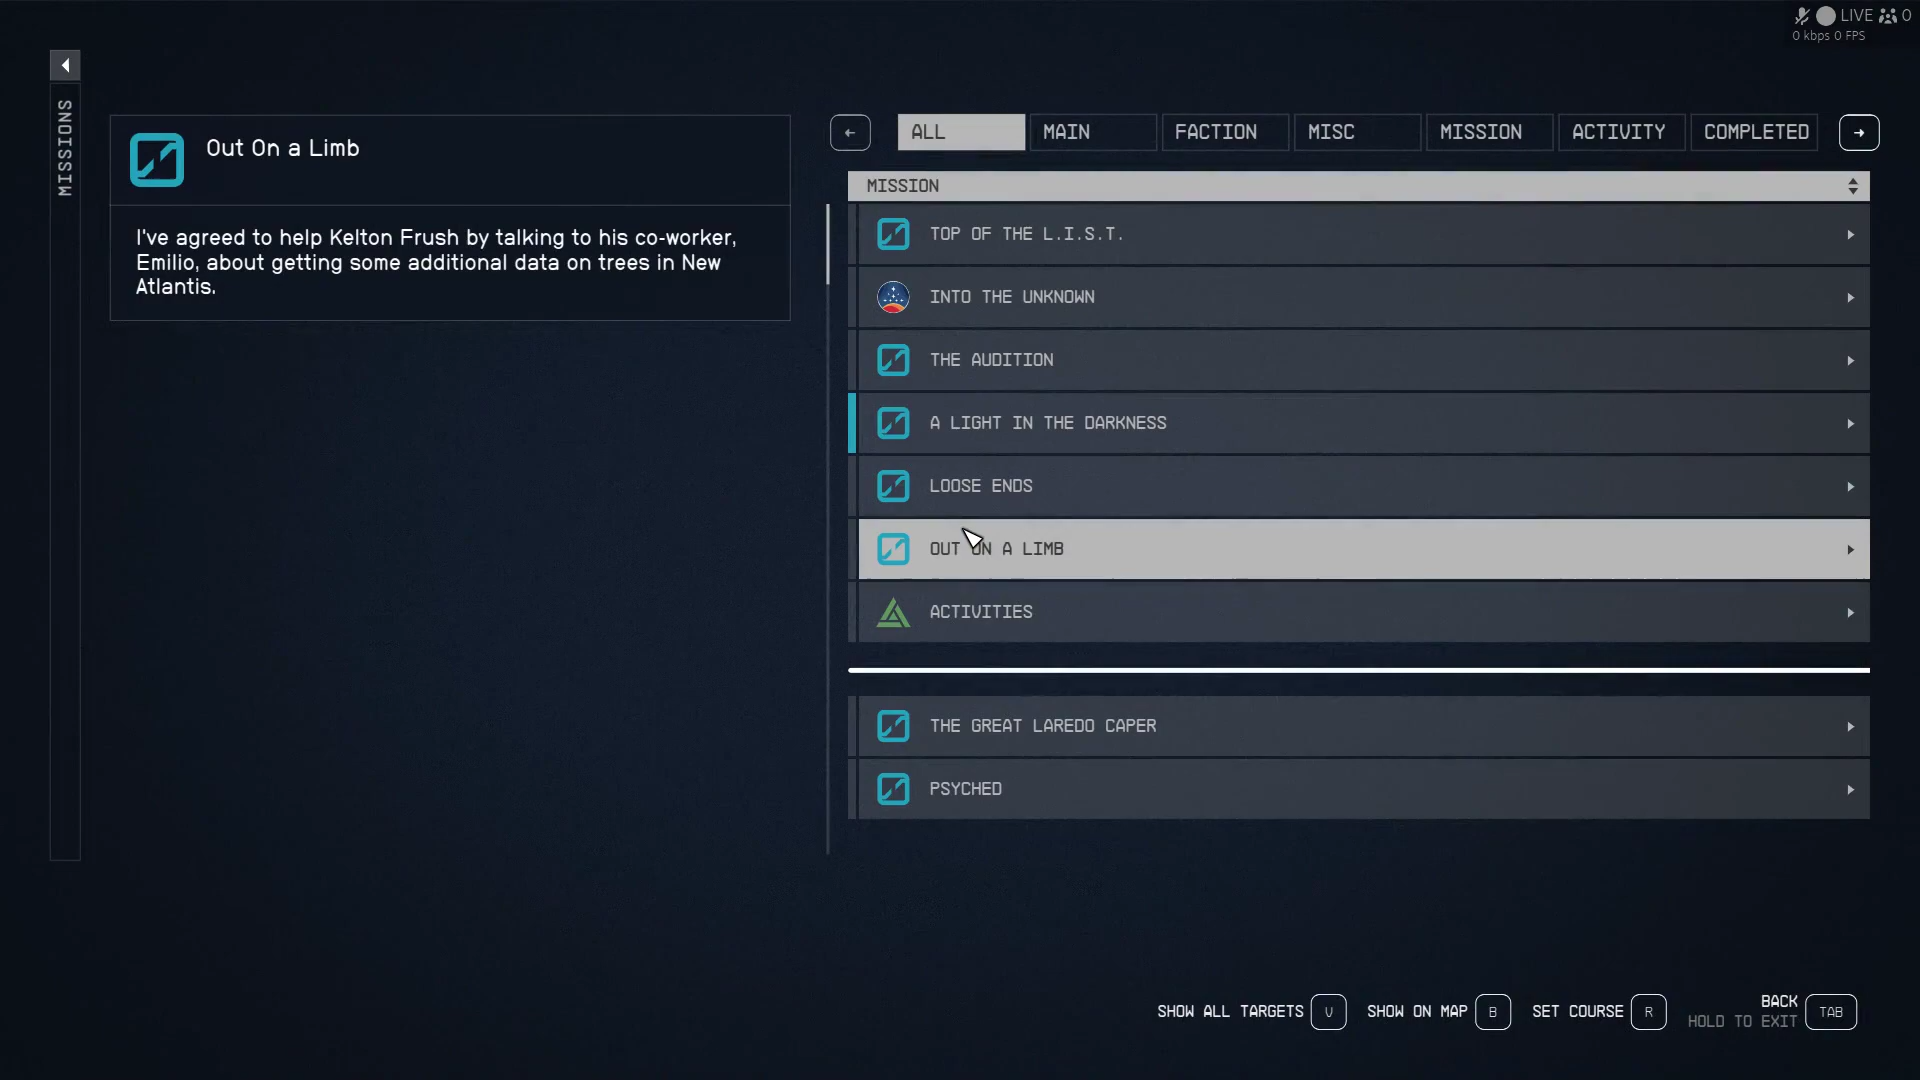 LIVE 0
0 kbps 0 FPS
MISSIONS
Out On a Limb
I've agreed to help Kelton Frush by talking to his co-worker,
Emilio, about getting some additional data on trees in New
Atlantis.
ALL MAIN FACTION MISC MISSION ACTIVITY COMPLETED
MISSION
TOP OF THE L.I.S.T.
INTO THE UNKNOWN
THE AUDITION
A LIGHT IN THE DARKNESS
LOOSE ENDS
OUT ON A LIMB
ACTIVITIES
THE GREAT LAREDO CAPER
PSYCHED
SHOW ALL TARGETS V SHOW ON MAP B SET COURSE R BACK TAB
HOLD TO EXIT